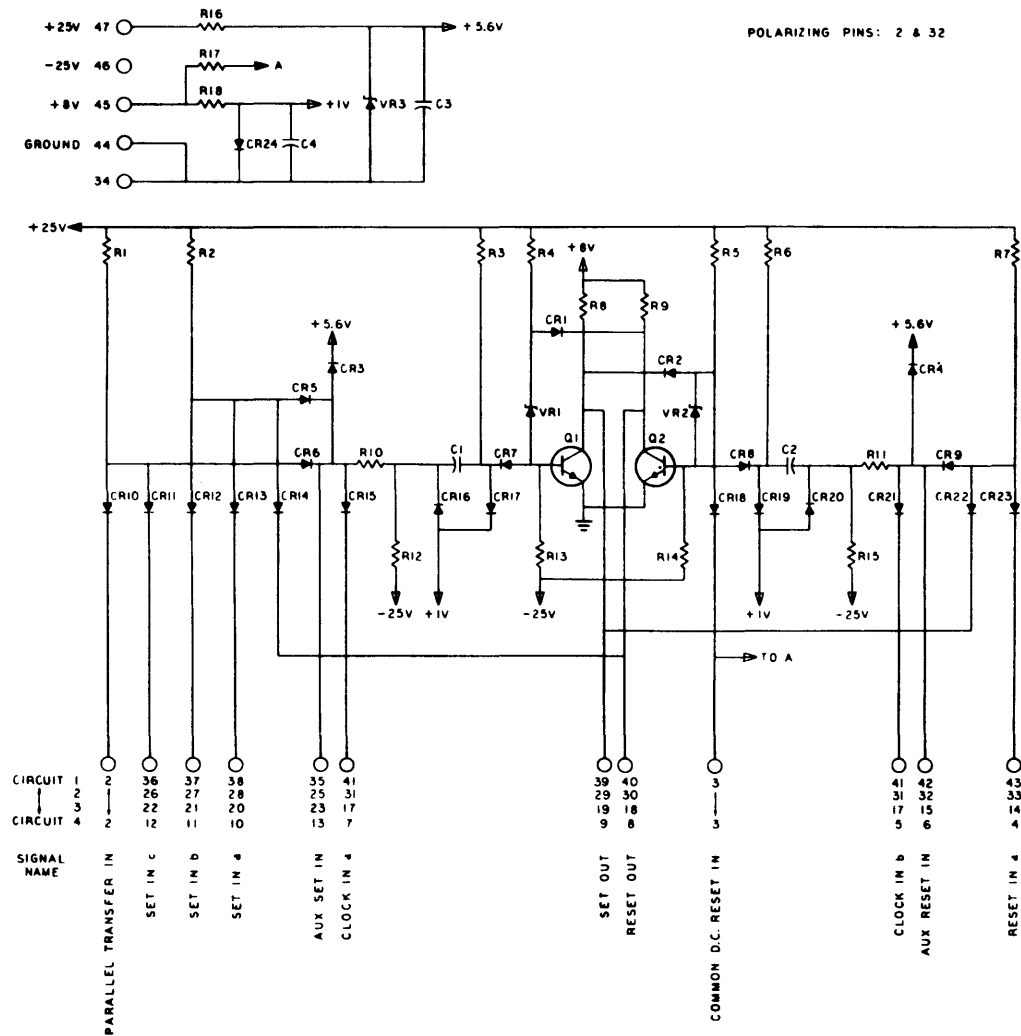 +25V 47 R16 +5.6V
POLARIZING PINS: 2 & 32
R17
-25V 46 A
R18
+8V 45 +1V
VR3 C3
GROUND 44 CR24 C4
34
+25V
R1 R2 R3 R4 +8V R5 R6 R7
R8 R9
+5.6V CR1 +5.6V
CR3 CR2 CR4
CR5
VR1 VR2
Q1 Q2
CR6 R10 C1 CR7 CR8 C2 R11 CR9
CR10 CR11 CR12 CR13 CR14 CR15 CR16 CR17 CR18 CR19 CR20 CR21 CR22 CR23
R12 R13 R14 R15
-25V +1V -25V +1V -25V
TO A
CIRCUIT 1 2 36 37 38 35 41 39 40 3 41 42 43
2 26 27 28 25 31 29 30 31 32 33
3 22 21 20 23 17 19 18 17 15 14
CIRCUIT 4 2 12 11 10 13 7 9 8 3 5 6 4
SIGNAL
NAME
PARALLEL TRANSFER IN
SET IN c
SET IN b
SET IN a
AUX SET IN
CLOCK IN a
SET OUT
RESET OUT
COMMON D.C. RESET IN
CLOCK IN b
AUX RESET IN
RESET IN a